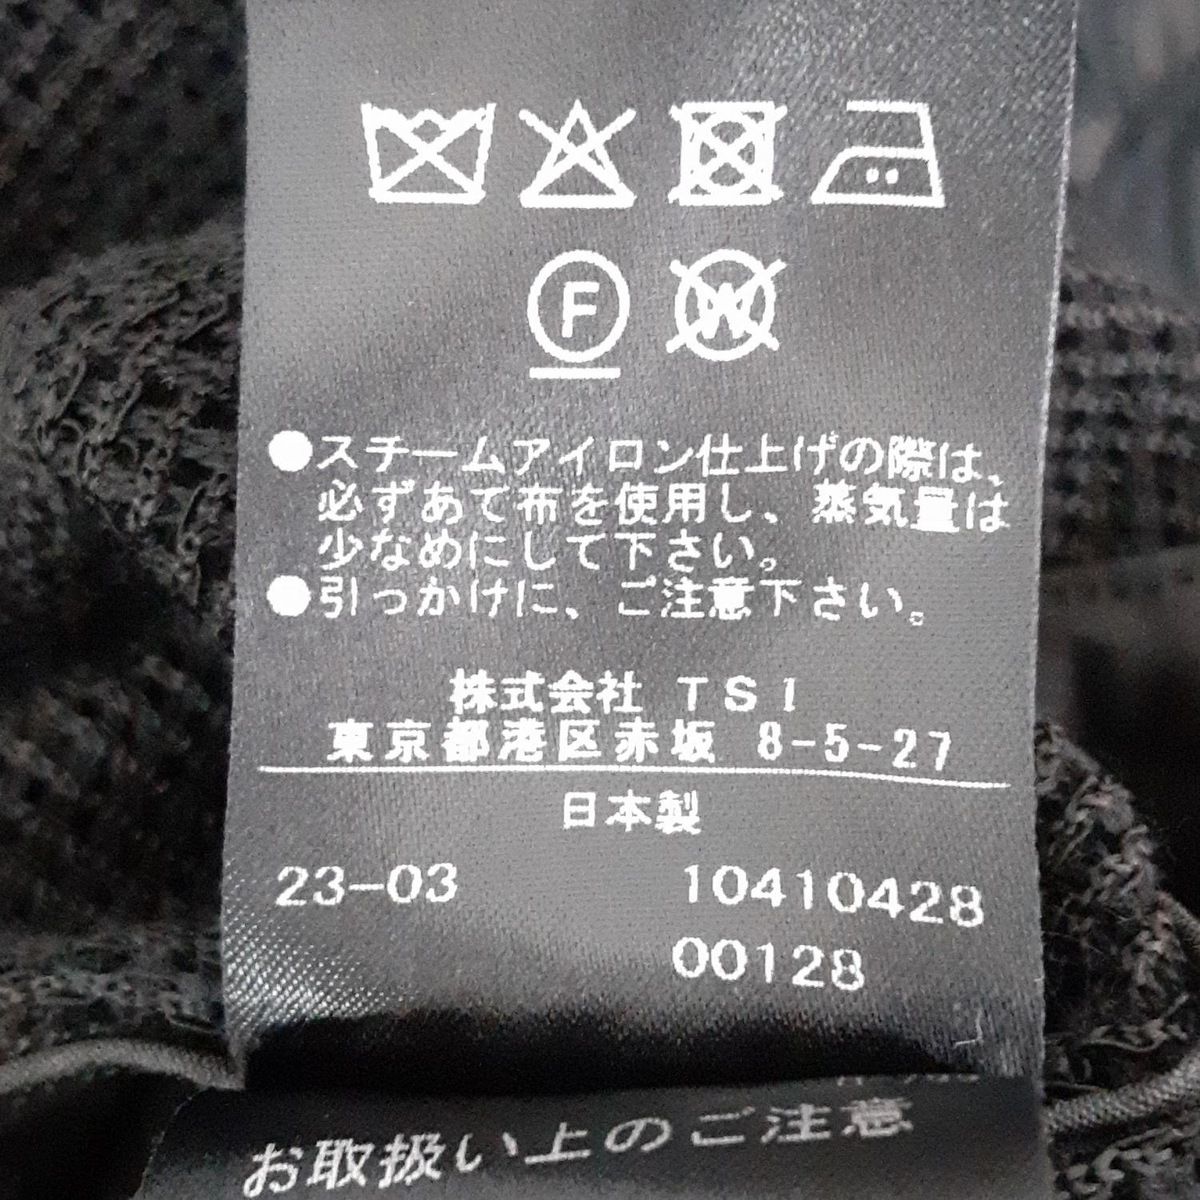 F W
●スチームアイロン仕上げの際は、
必ずあて布を使用し、蒸気量は
少なめにして下さい。
●引っかけに、ご注意下さい。
株式会社 TSI
東京都港区赤坂 8-5-27
日本製
23-03 10410428
00128
お取扱い上のご注意